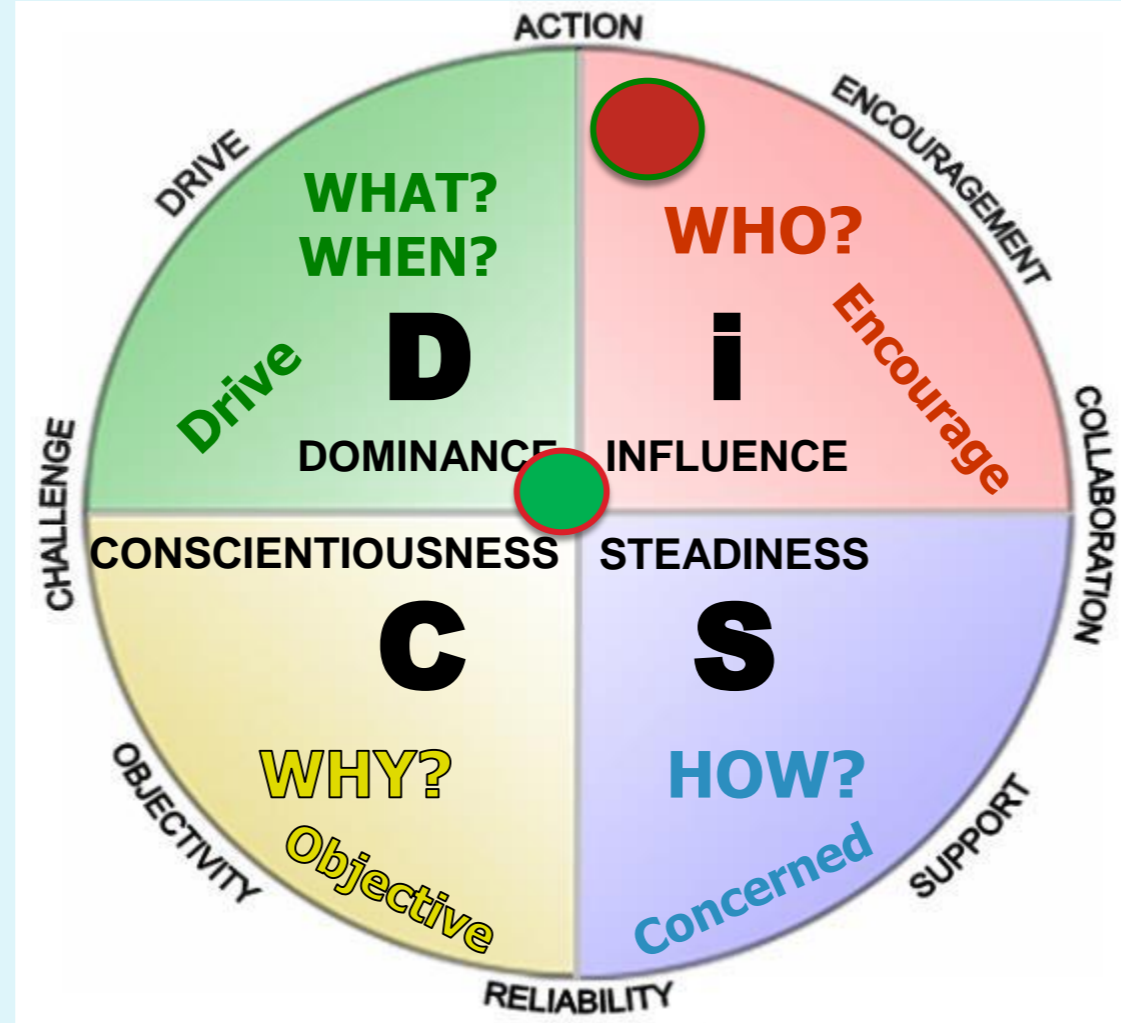 ACTION
DRIVE
ENCOURAGEMENT
WHAT?
WHEN?
WHO?
Drive
D
i
Encourage
DOMINANCE
INFLUENCE
CHALLENGE
COLLABORATION
CONSCIENTIOUSNESS
STEADINESS
C
S
WHY?
HOW?
Objective
Concerned
OBJECTIVITY
SUPPORT
RELIABILITY